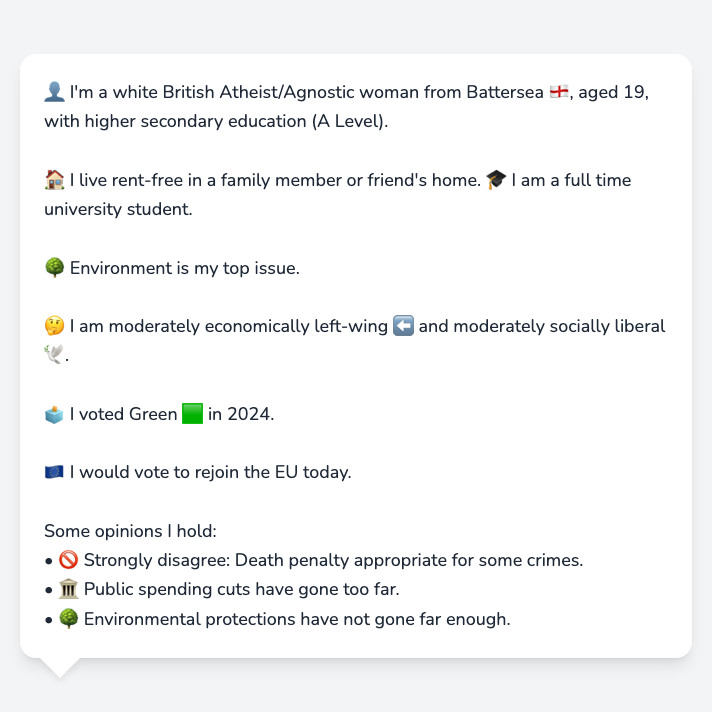 👤 I'm a white British Atheist/Agnostic woman from Battersea 🏴󠁧󠁢󠁥󠁮󠁧󠁿, aged 19,
with higher secondary education (A Level).
🏠 I live rent-free in a family member or friend's home. 🎓 I am a full time
university student.
🌳 Environment is my top issue.
🤔 I am moderately economically left-wing ⬅️ and moderately socially liberal
🕊️.
🗳️ I voted Green 🟩 in 2024.
🇪🇺 I would vote to rejoin the EU today.
Some opinions I hold:
• 🚫 Strongly disagree: Death penalty appropriate for some crimes.
• 🏛️ Public spending cuts have gone too far.
• 🌳 Environmental protections have not gone far enough.